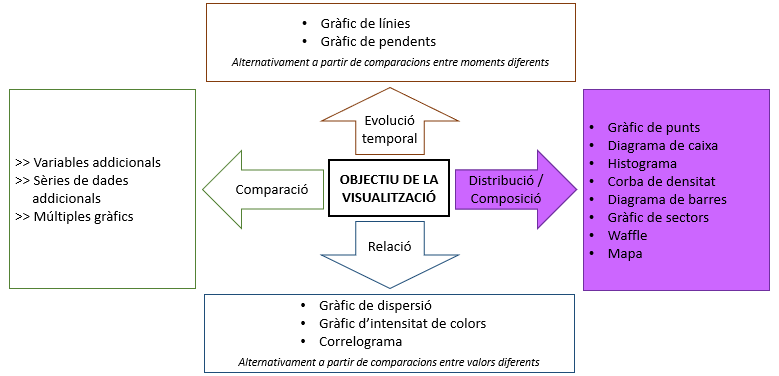 • Gràfic de línies
• Gràfic de pendents
Alternativament a partir de comparacions entre moments diferents
Evolució
temporal
>> Variables addicionals
>> Sèries de dades
addicionals
>> Múltiples gràfics
Comparació
OBJECTIU DE LA
VISUALITZACIÓ
Distribució /
Composició
• Gràfic de punts
• Diagrama de caixa
• Histograma
• Corba de densitat
• Diagrama de barres
• Gràfic de sectors
• Waffle
• Mapa
Relació
• Gràfic de dispersió
• Gràfic d’intensitat de colors
• Correlograma
Alternativament a partir de comparacions entre valors diferents